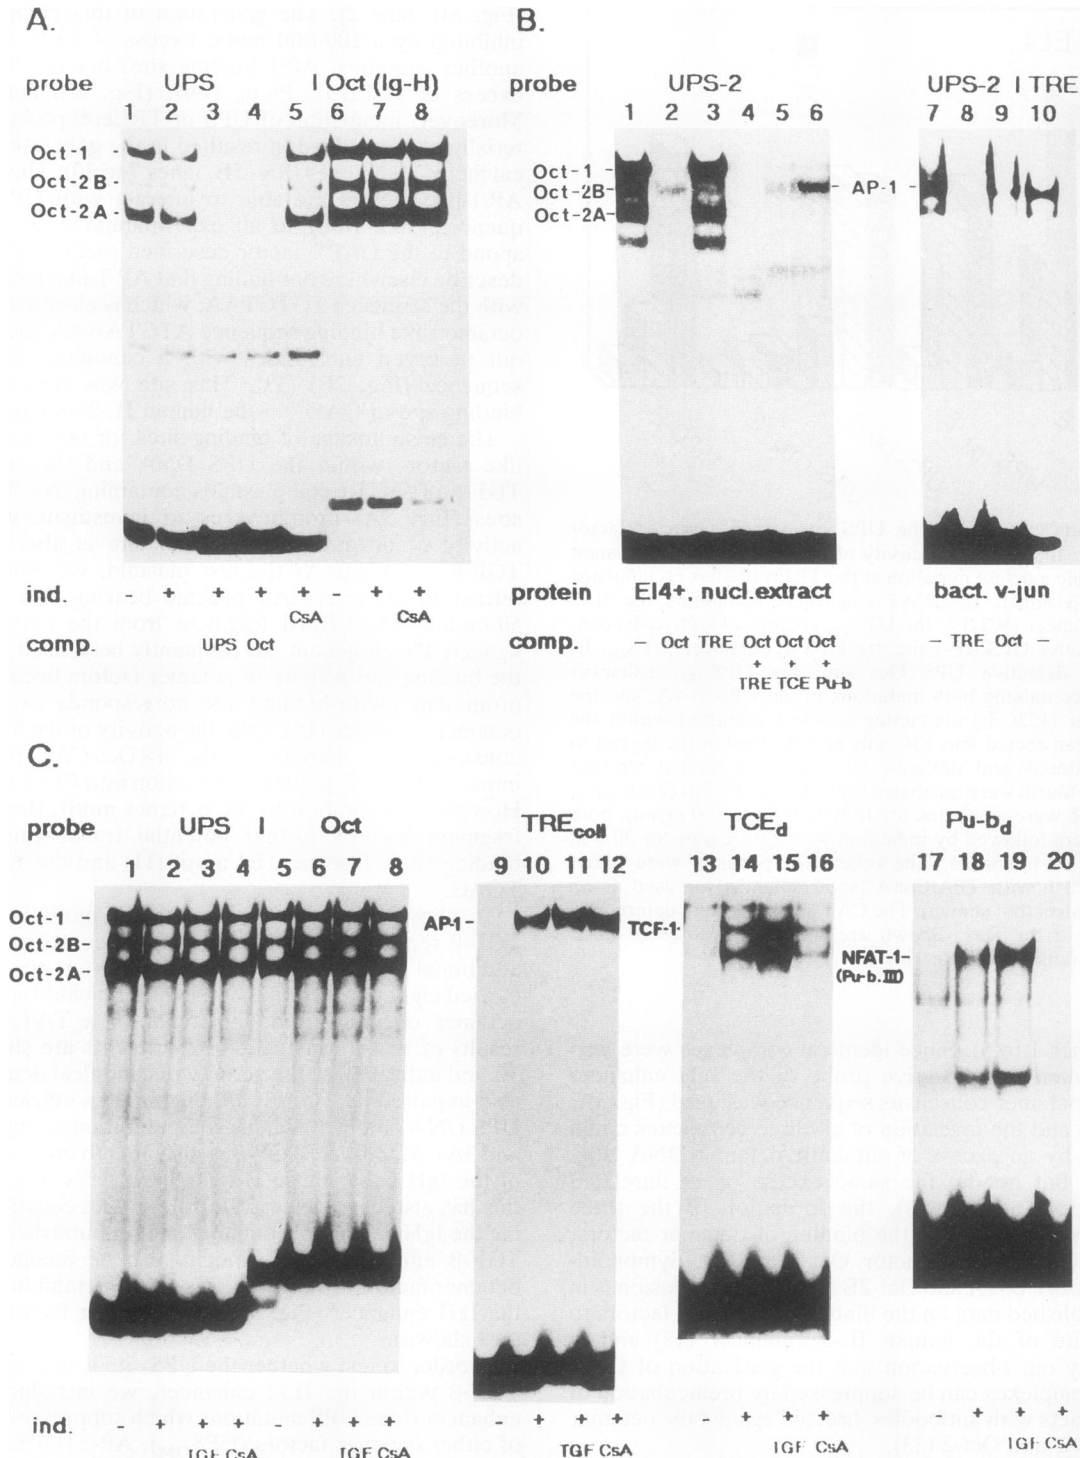 A.
B.
probe UPS I Oct (Ig-H)
1 2 3 4 5 6 7 8
Oct-1-
Oct-2B-
Oct-2A-
ind. - + + + + - + +
CsA CsA
comp. UPS Oct
probe UPS-2 UPS-2 I TRE
1 2 3 4 5 6 7 8 9 10
Oct-1
Oct-2B
Oct-2A
AP-1
protein El4+, nucl.extract bact. v-jun
comp. - Oct TRE Oct Oct Oct - TRE Oct -
+ + +
TRE TCE Pu-b
C.
probe UPS I Oct TREcoll TCEd Pu-bd
1 2 3 4 5 6 7 8 9 10 11 12 13 14 15 16 17 18 19 20
Oct-1
Oct-2B
Oct-2A
AP-1
TCF-1
NFAT-1
(Pu-b.III)
ind. - + + + - + + + - + + + - + + + - + + +
TGF CsA TGF CsA TGF CsA TGF CsA TGF CsA